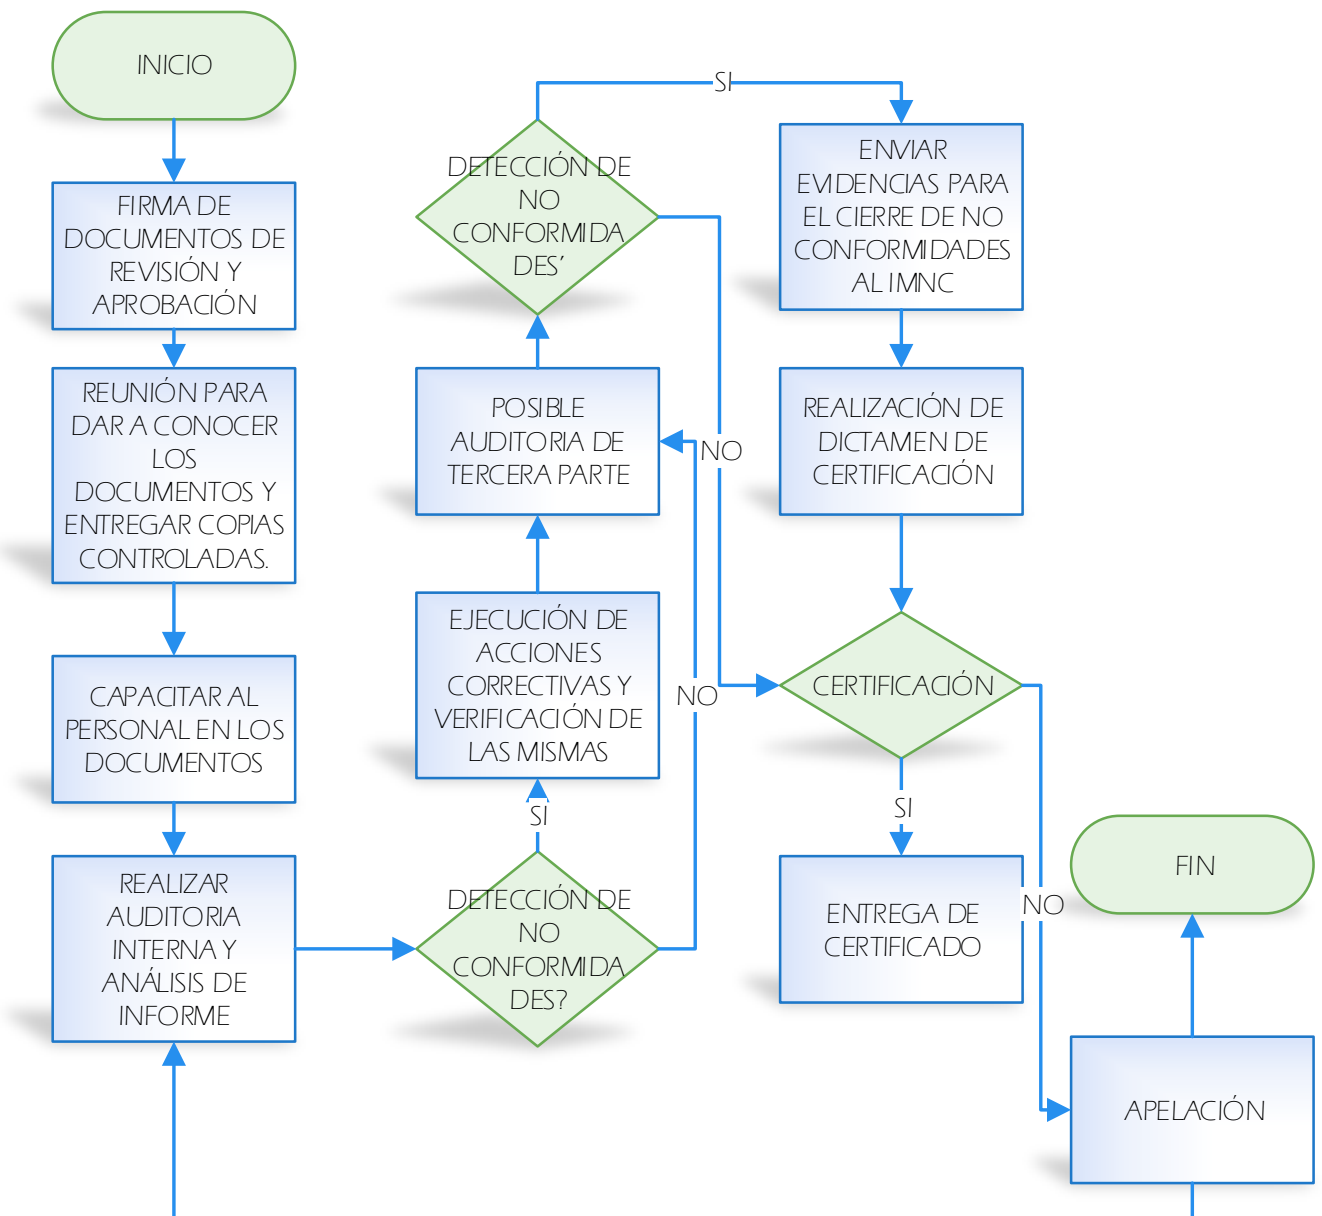 INICIO
FIRMA DE
DOCUMENTOS DE
REVISIÓN Y
APROBACIÓN
REUNIÓN PARA
DAR A CONOCER
LOS
DOCUMENTOS Y
ENTREGAR COPIAS
CONTROLADAS.
CAPACITAR AL
PERSONAL EN LOS
DOCUMENTOS
REALIZAR
AUDITORIA
INTERNA Y
ANÁLISIS DE
INFORME
DETECCIÓN DE
NO
CONFORMIDA
DES?
SI
NO
EJECUCIÓN DE
ACCIONES
CORRECTIVAS Y
VERIFICACIÓN DE
LAS MISMAS
POSIBLE
AUDITORIA DE
TERCERA PARTE
DETECCIÓN DE
NO
CONFORMIDA
DES'
SI
NO
ENVIAR
EVIDENCIAS PARA
EL CIERRE DE NO
CONFORMIDADES
AL IMNC
REALIZACIÓN DE
DICTAMEN DE
CERTIFICACIÓN
CERTIFICACIÓN
SI
NO
ENTREGA DE
CERTIFICADO
APELACIÓN
FIN